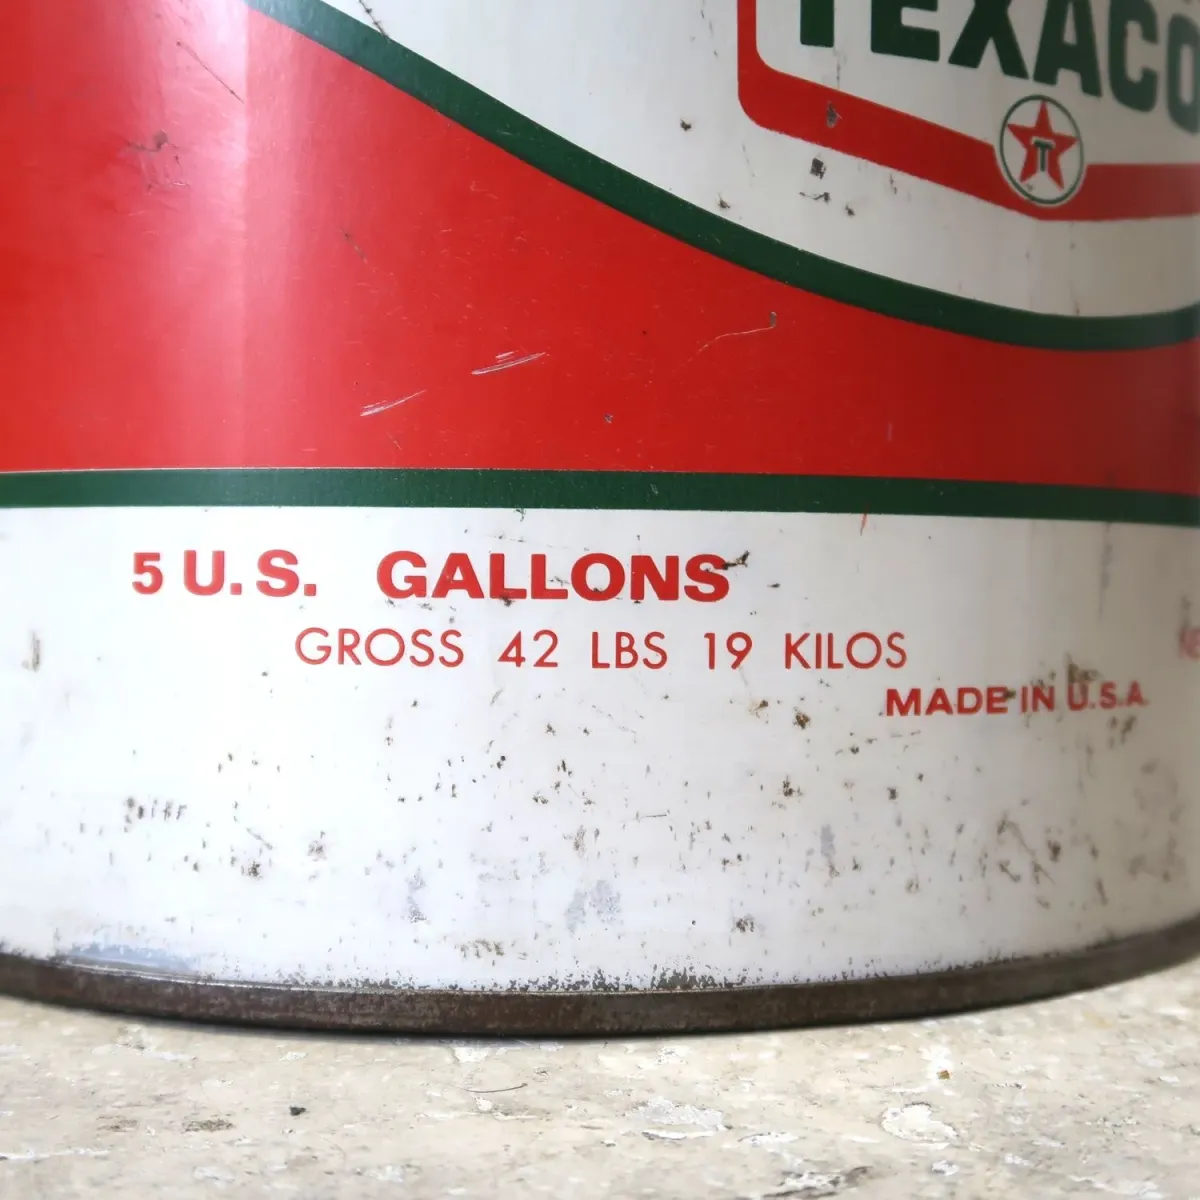 TEXACO
T
5 U.S. GALLONS
GROSS 42 LBS 19 KILOS
MADE IN U.S.A.